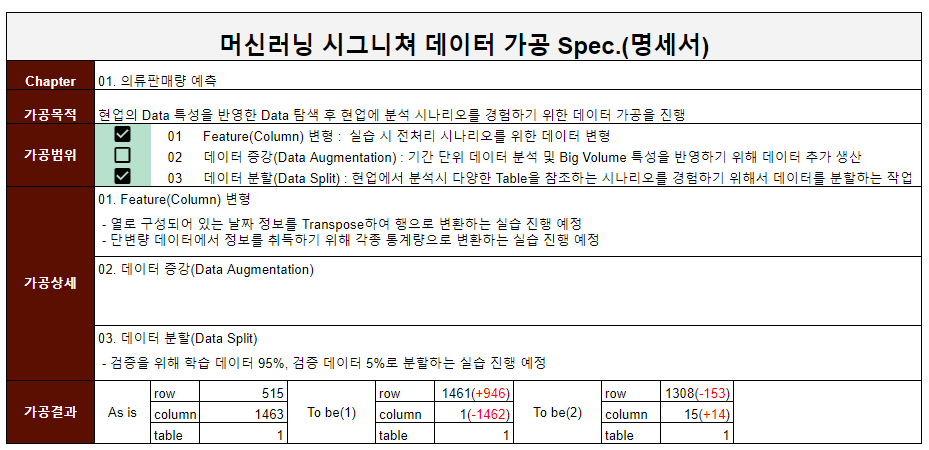 머신러닝 시그니쳐 데이터 가공 Spec.(명세서)
Chapter 01. 의류판매량 예측
가공목적 현업의 Data 특성을 반영한 Data 탐색 후 현업에 분석 시나리오를 경험하기 위한 데이터 가공을 진행
가공범위
01 Feature(Column) 변형 : 실습 시 전처리 시나리오를 위한 데이터 변형
02 데이터 증강(Data Augmentation) : 기간 단위 데이터 분석 및 Big Volume 특성을 반영하기 위해 데이터 추가 생산
03 데이터 분할(Data Split) : 현업에서 분석시 다양한 Table을 참조하는 시나리오를 경험하기 위해서 데이터를 분할하는 작업
가공상세
01. Feature(Column) 변형
- 열로 구성되어 있는 날짜 정보를 Transpose하여 행으로 변환하는 실습 진행 예정
- 단변량 데이터에서 정보를 취득하기 위해 각종 통계량으로 변환하는 실습 진행 예정
02. 데이터 증강(Data Augmentation)
03. 데이터 분할(Data Split)
- 검증을 위해 학습 데이터 95%, 검증 데이터 5%로 분할하는 실습 진행 예정
가공결과
As is
row 515
column 1463
table 1
To be(1)
row 1461(+946)
column 1(-1462)
table 1
To be(2)
row 1308(-153)
column 15(+14)
table 1